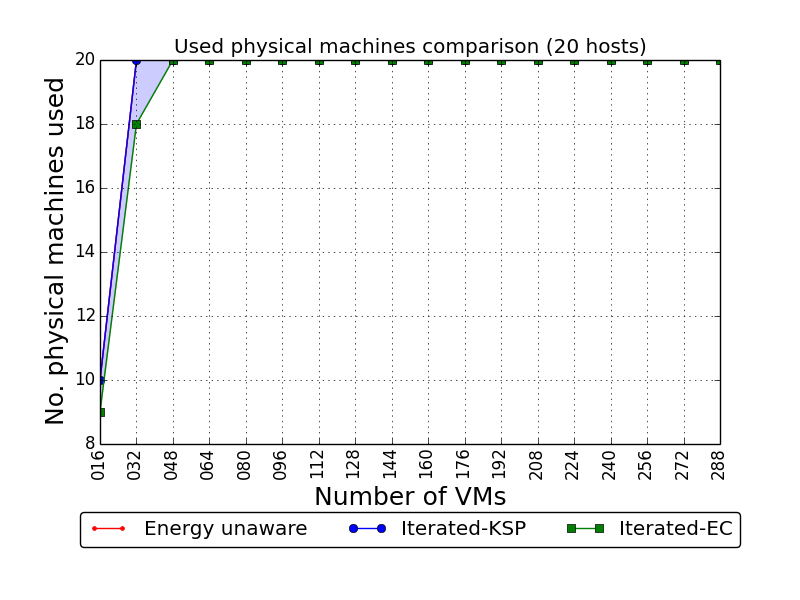 Used physical machines comparison (20 hosts)
No. physical machines used
20
18
16
14
12
10
8
016 032 048 064 080 096 112 128 144 160 176 192 208 224 240 256 272 288
Number of VMs
Energy unaware Iterated-KSP Iterated-EC